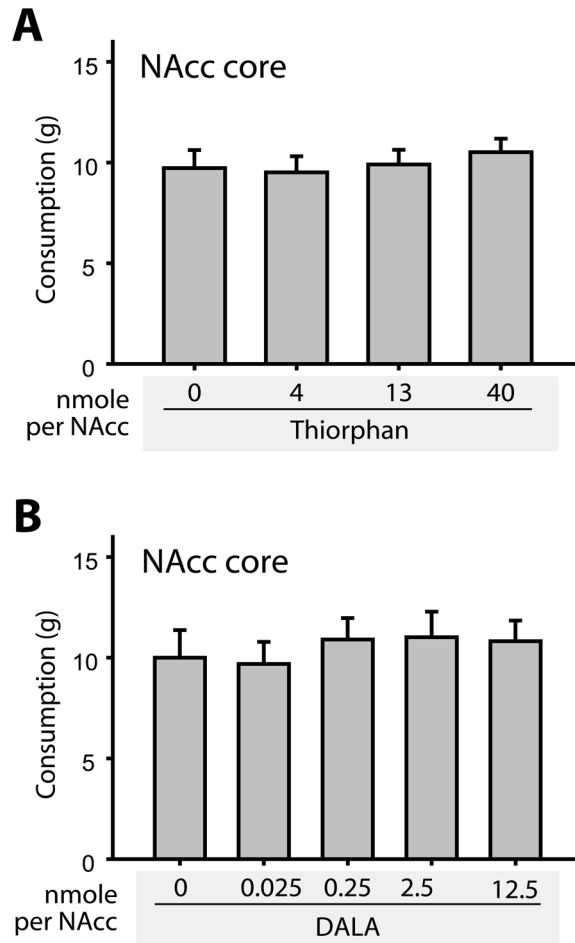 A
NAcc core
Consumption (g)
15
10
5
0
nmole per NAcc
0 4 13 40
Thiorphan
B
NAcc core
Consumption (g)
15
10
5
0
nmole per NAcc
0 0.025 0.25 2.5 12.5
DALA